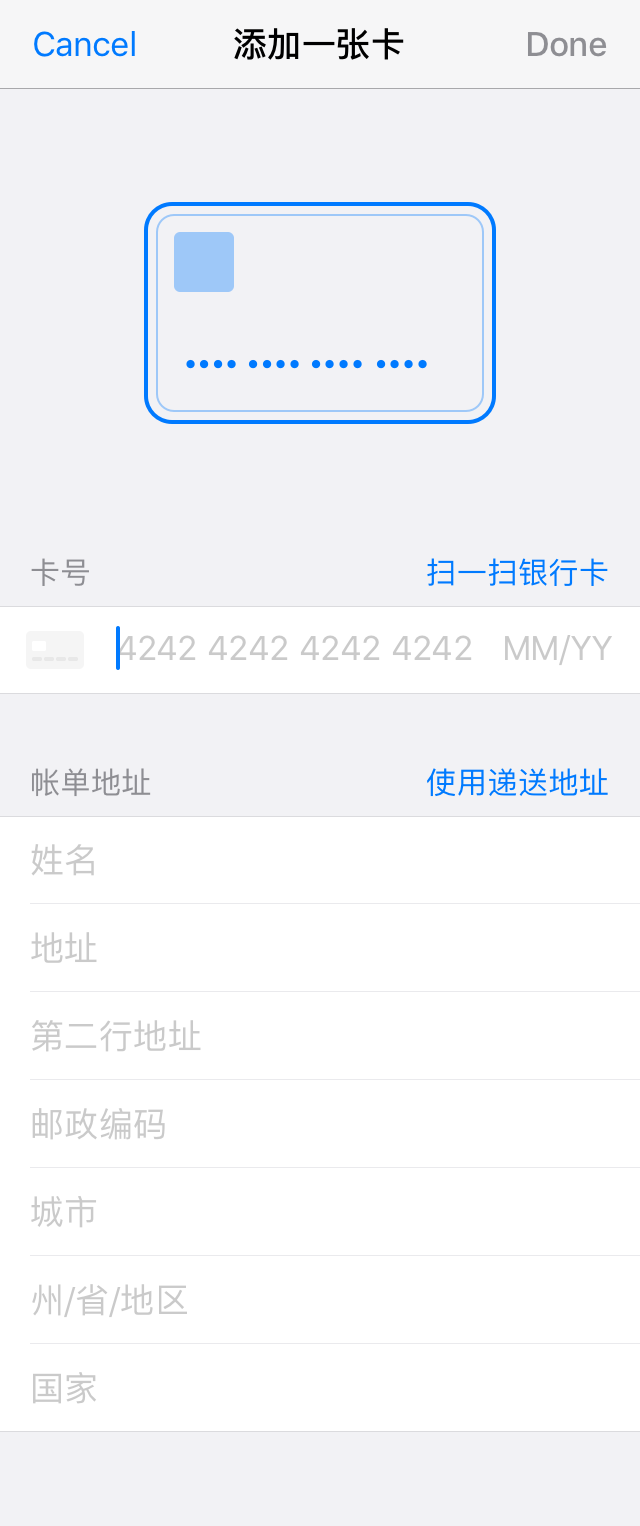 Cancel 添加一张卡 Done
卡号 扫一扫银行卡
4242 4242 4242 4242 MM/YY
帐单地址 使用递送地址
姓名
地址
第二行地址
邮政编码
城市
州/省/地区
国家